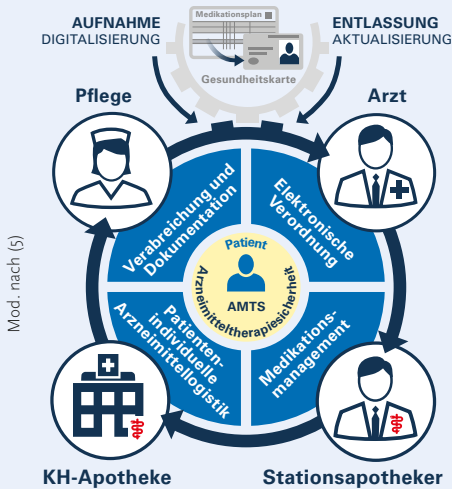 AUFNAHME
DIGITALISIERUNG
Medikationsplan
Gesundheitskarte
ENTLASSUNG
AKTUALISIERUNG
Pflege
Arzt
Verabreichung und
Dokumentation
Elektronische
Verordnung
Patient
AMTS
Arzneimitteltherapiesicherheit
Patienten-
individuelle
Arzneimittellogistik
Medikations-
management
KH-Apotheke
Stationsapotheker
Mod. nach (5)